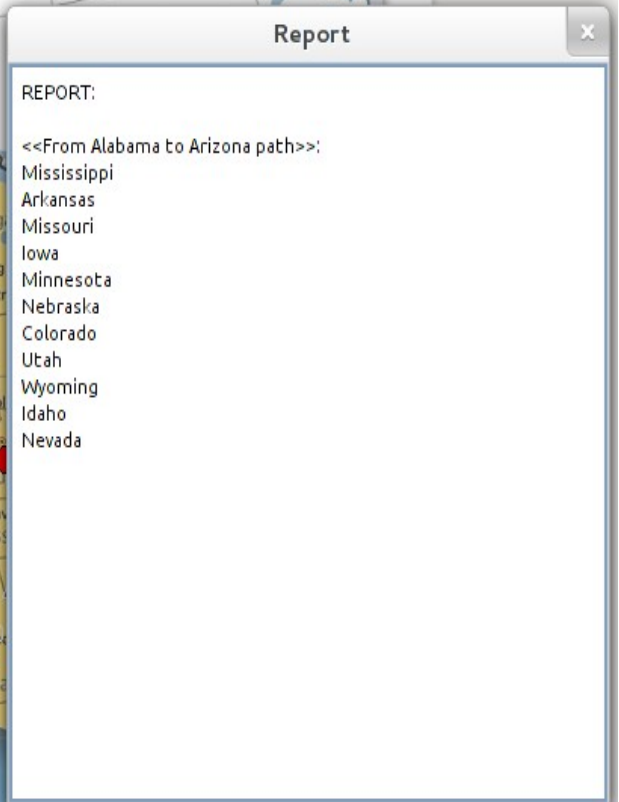 Report
x
REPORT:
<<From Alabama to Arizona path>>:
Mississippi
Arkansas
Missouri
Iowa
Minnesota
Nebraska
Colorado
Utah
Wyoming
Idaho
Nevada